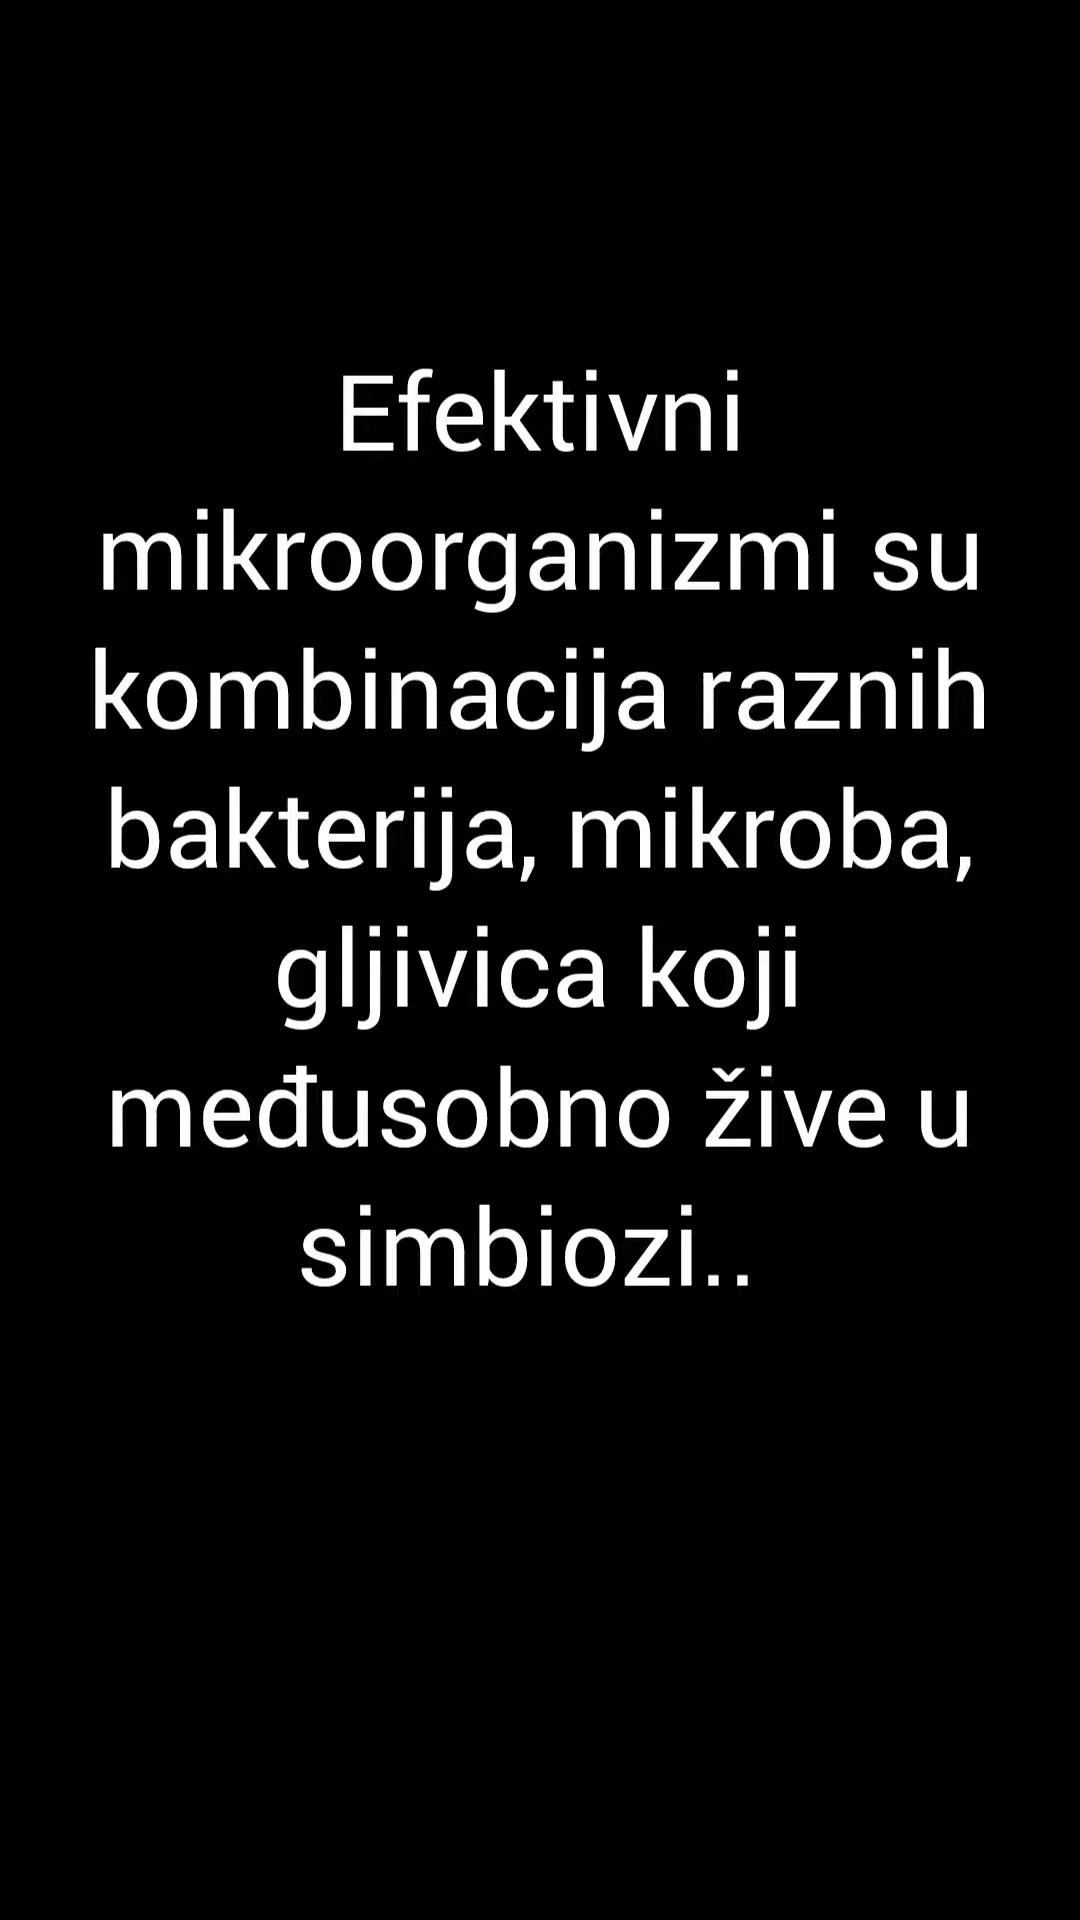 Efektivni
mikroorganizmi su
kombinacija raznih
bakterija, mikroba,
gljivica koji
međusobno žive u
simbiozi..